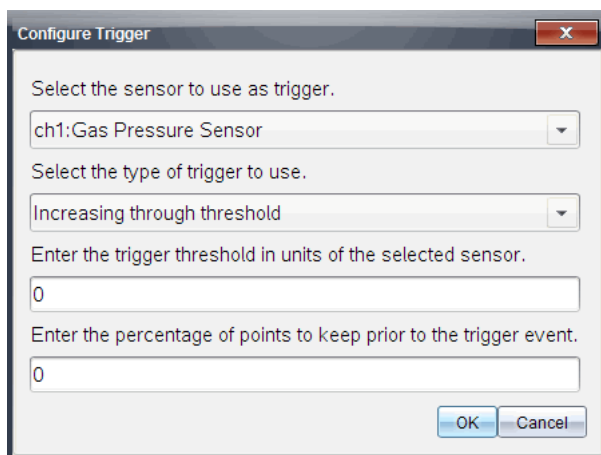 Configure Trigger
Select the sensor to use as trigger.
ch1:Gas Pressure Sensor
Select the type of trigger to use.
Increasing through threshold
Enter the trigger threshold in units of the selected sensor.
0
Enter the percentage of points to keep prior to the trigger event.
0
OK Cancel